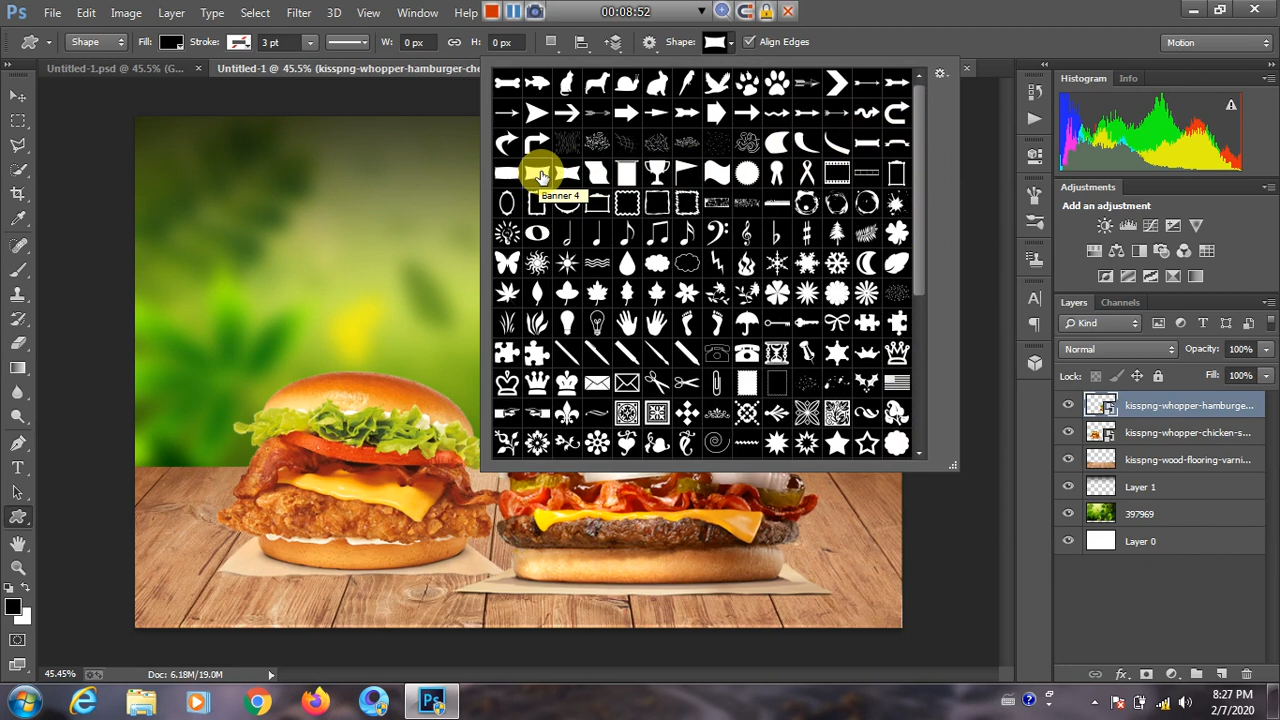 Ps File Edit Image Layer Type Select Filter 3D View Window Help 00:08:52
Shape Fill: Stroke: 3 pt W: 0 px H: 0 px Shape: Align Edges Motion
Untitled-1.psd @ 45.5% (G... × Untitled-1 @ 45.5% (kisspng-whopper-hamburger-che ×
Histogram Info
Banner 4
Adjustments
Add an adjustment
Layers Channels
Kind
Normal Opacity: 100%
Lock: Fill: 100%
kisspng-whopper-hamburge...
kisspng-whopper-chicken-s...
kisspng-wood-flooring-varni...
Layer 1
397969
Layer 0
45.45% Doc: 6.18M/19.0M
8:27 PM
2/7/2020